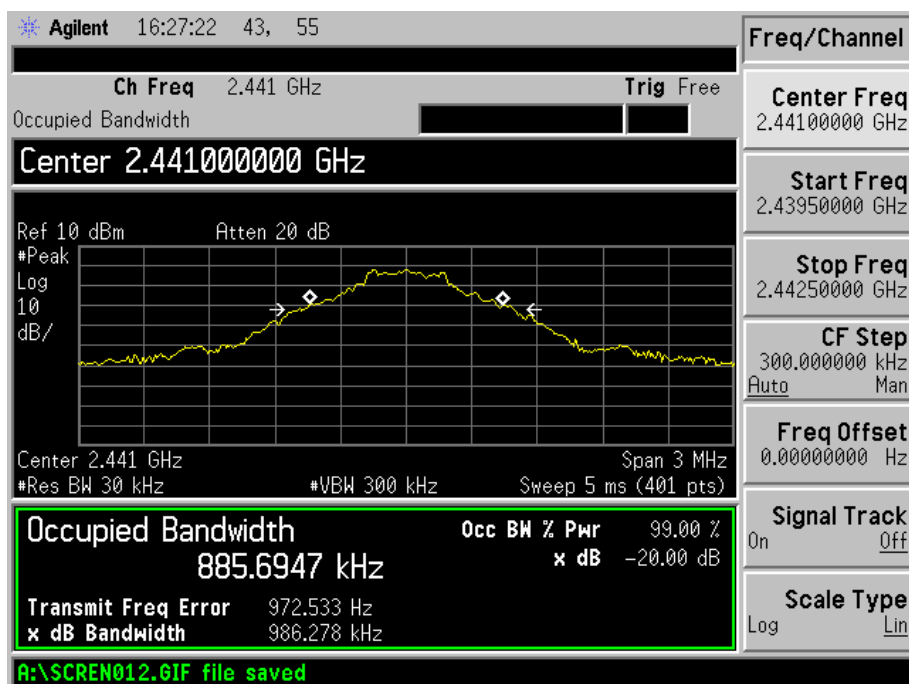 Agilent 16:27:22 43, 55
Ch Freq 2.441 GHz Trig Free
Occupied Bandwidth
Center 2.441000000 GHz
Ref 10 dBm Atten 20 dB
#Peak
Log
10
dB/
Center 2.441 GHz Span 3 MHz
#Res BW 30 kHz #VBW 300 kHz Sweep 5 ms (401 pts)
Occupied Bandwidth
885.6947 kHz
Occ BW % Pwr 99.00 %
x dB -20.00 dB
Transmit Freq Error 972.533 Hz
x dB Bandwidth 986.278 kHz
A:\SCREN012.GIF file saved
Freq/Channel
Center Freq
2.44100000 GHz
Start Freq
2.43950000 GHz
Stop Freq
2.44250000 GHz
CF Step
300.000000 kHz
Auto Man
Freq Offset
0.00000000 Hz
Signal Track
On Off
Scale Type
Log Lin